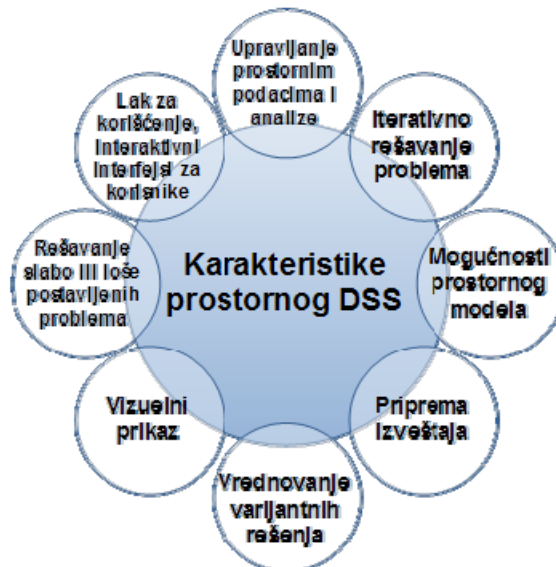 Upravljanje
prostornim
podacima i
analize
Lak za
korišćenje,
interaktivni
interfejsi za
korisnike
Iterativno
rešavanje
problema
Rešavanje
slabo ili loše
postavljenih
problema
Karakteristike
prostornog DSS
Mogućnosti
prostornog
modela
Vizuelni
prikaz
Priprema
izveštaja
Vrednovanje
varijantnih
rešenja